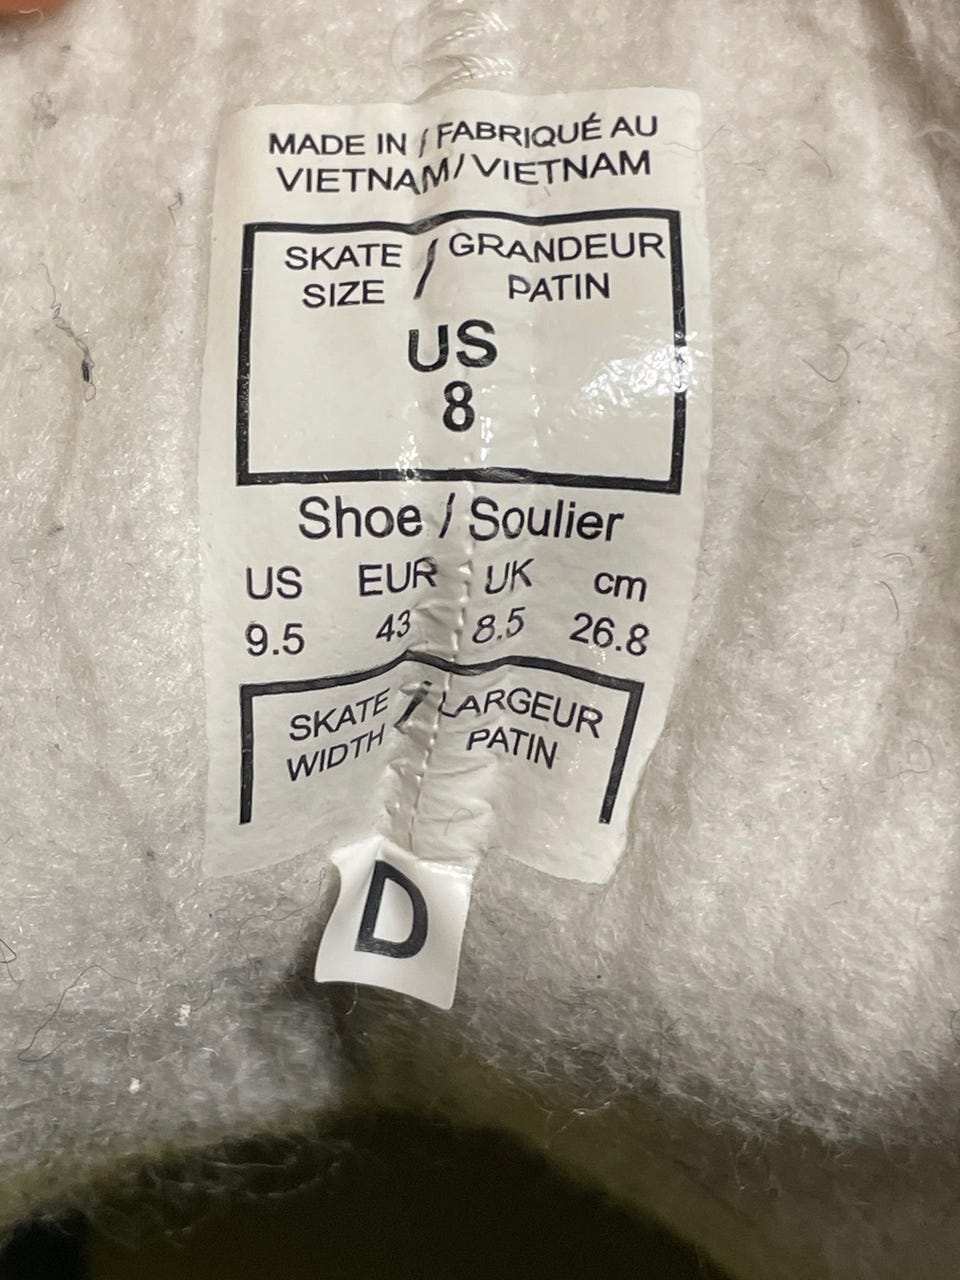 MADE IN / FABRIQUÉ AU
VIETNAM / VIETNAM
SKATE / GRANDEUR
SIZE PATIN
US
8
Shoe / Soulier
US EUR UK cm
9.5 43 8.5 26.8
SKATE / LARGEUR
WIDTH PATIN
D